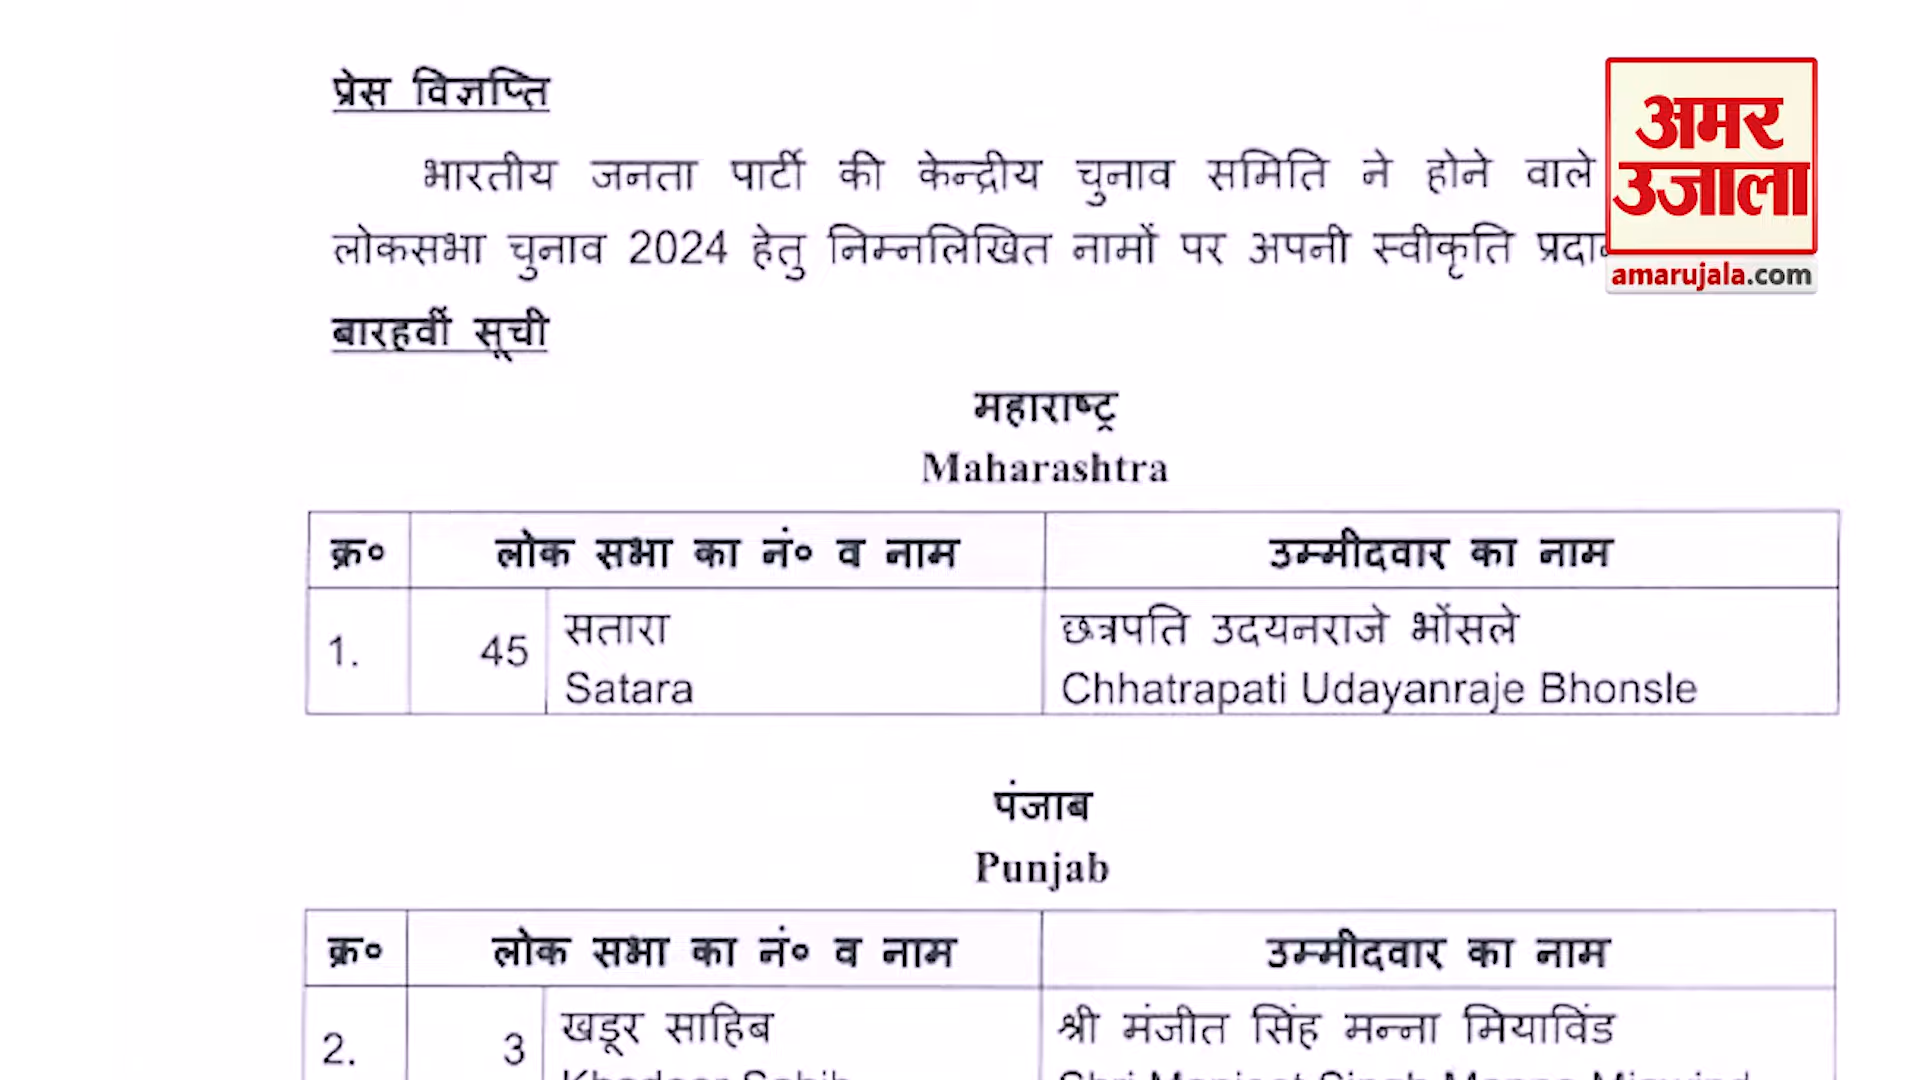 प्रेस विज्ञप्ति
भारतीय जनता पार्टी की केन्द्रीय चुनाव समिति ने होने वाले
लोकसभा चुनाव 2024 हेतु निम्नलिखित नामों पर अपनी स्वीकृति
अमर
उजाला
amarujala.com
बारहवीं सूची
महाराष्ट्र
Maharashtra
क्र० लोक सभा का नं० व नाम उम्मीदवार का नाम
1. 45 सतारा छत्रपति उदयनराजे भोंसले
Satara Chhatrapati Udayanraje Bhonsle
पंजाब
Punjab
क्र० लोक सभा का नं० व नाम उम्मीदवार का नाम
2. 3 खडूर साहिब श्री मंजीत सिंह मन्ना मियाविंड